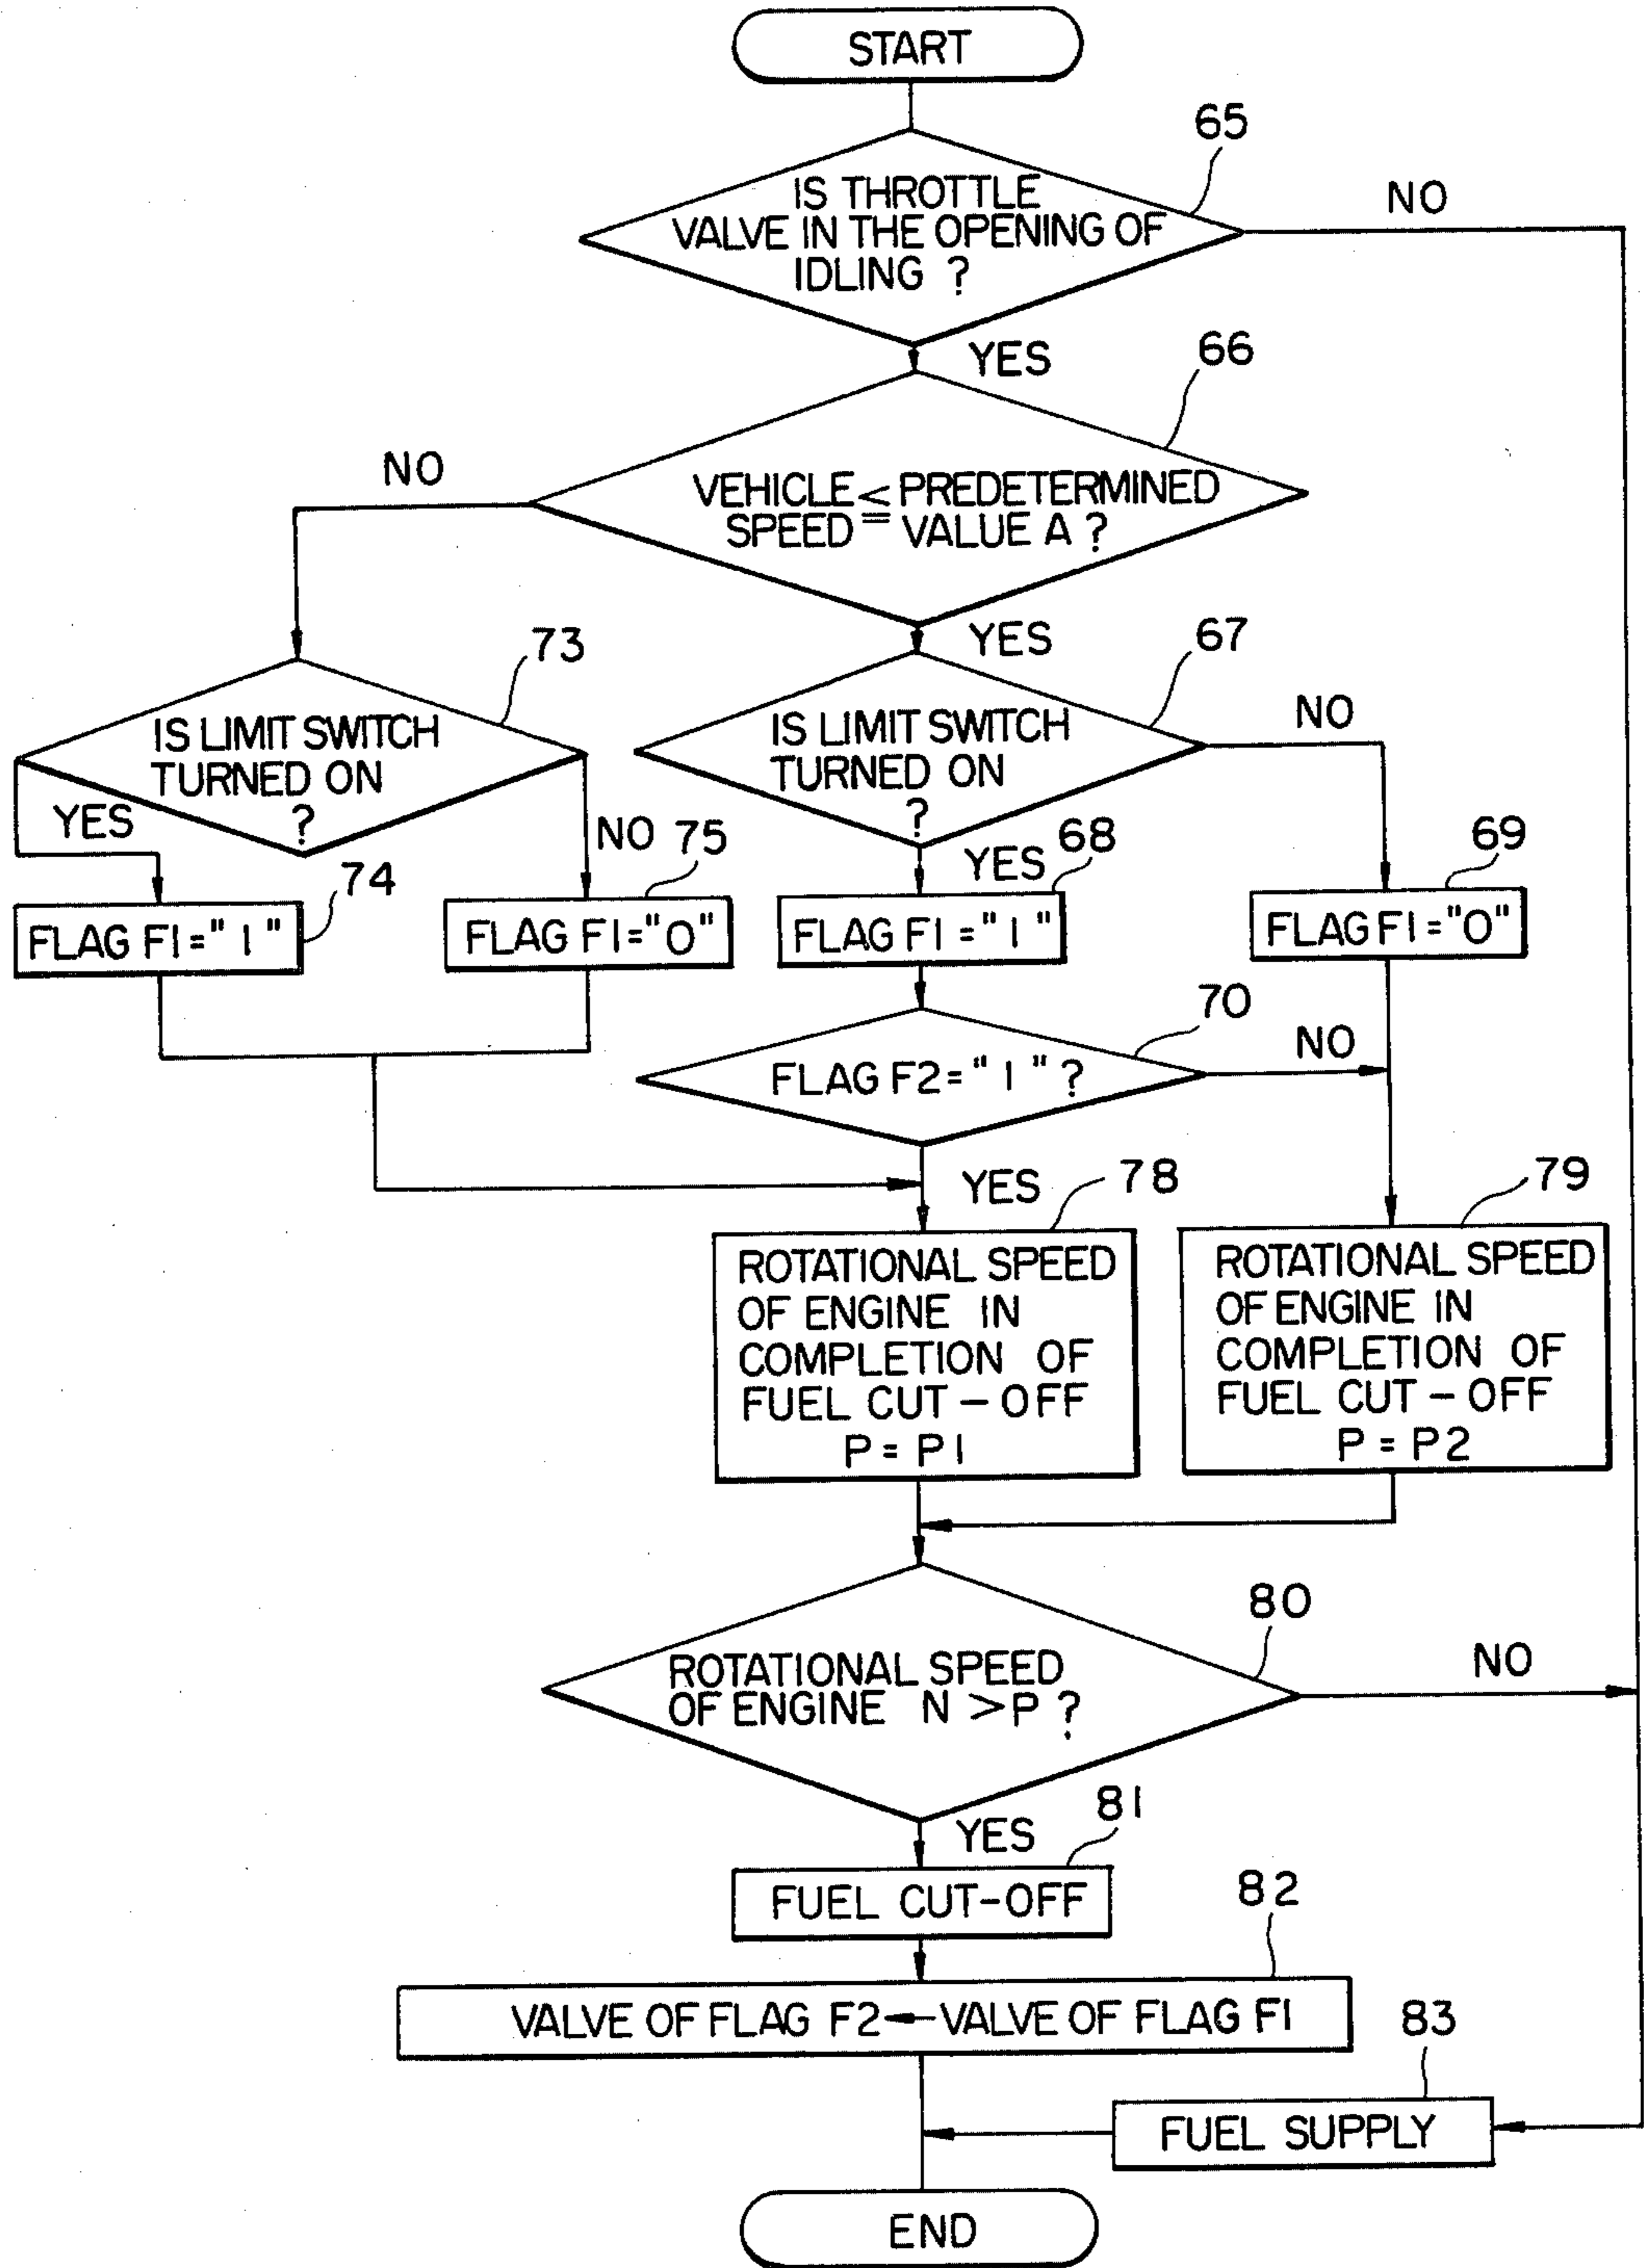 START
65
IS THROTTLE
VALVE IN THE OPENING OF
IDLING ?
NO
YES
66
VEHICLE ≦ PREDETERMINED
SPEED VALUE A ?
NO
YES
73
IS LIMIT SWITCH
TURNED ON
?
YES
NO
67
IS LIMIT SWITCH
TURNED ON
?
NO
YES
74
FLAG F1="1"
75
FLAG F1="0"
68
FLAG F1="1"
69
FLAG F1="0"
70
FLAG F2="1"?
NO
YES
78
ROTATIONAL SPEED
OF ENGINE IN
COMPLETION OF
FUEL CUT-OFF
P = P1
79
ROTATIONAL SPEED
OF ENGINE IN
COMPLETION OF
FUEL CUT-OFF
P = P2
80
ROTATIONAL SPEED
OF ENGINE N >P ?
NO
YES
81
FUEL CUT-OFF
82
VALVE OF FLAG F2←VALVE OF FLAG F1
83
FUEL SUPPLY
END